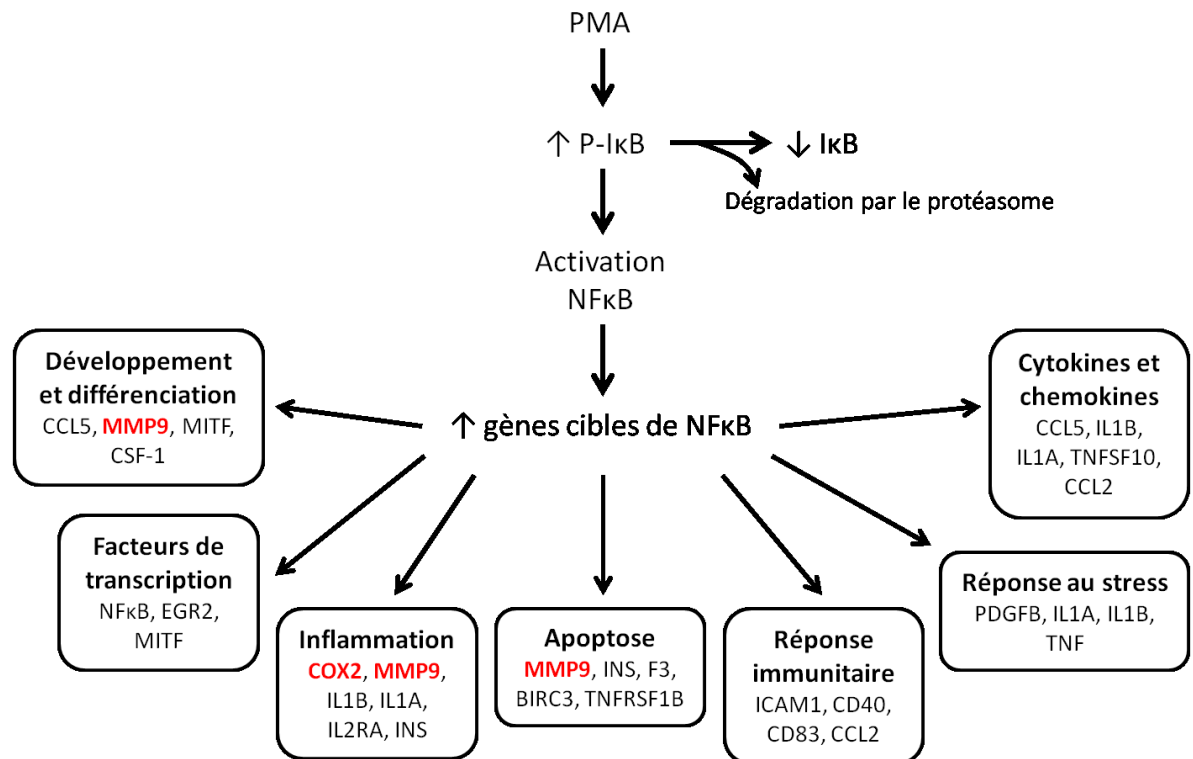 PMA
↑ P-IκB
↓ IκB
Dégradation par le protéasome
Activation
NFκB
↑ gènes cibles de NFκB
Développement
et différenciation
CCL5, MMP9, MITF,
CSF-1
Facteurs de
transcription
NFκB, EGR2,
MITF
Inflammation
COX2, MMP9,
IL1B, IL1A,
IL2RA, INS
Apoptose
MMP9, INS, F3,
BIRC3, TNFRSF1B
Réponse
immunitaire
ICAM1, CD40,
CD83, CCL2
Réponse au stress
PDGFB, IL1A, IL1B,
TNF
Cytokines et
chemokines
CCL5, IL1B,
IL1A, TNFSF10,
CCL2